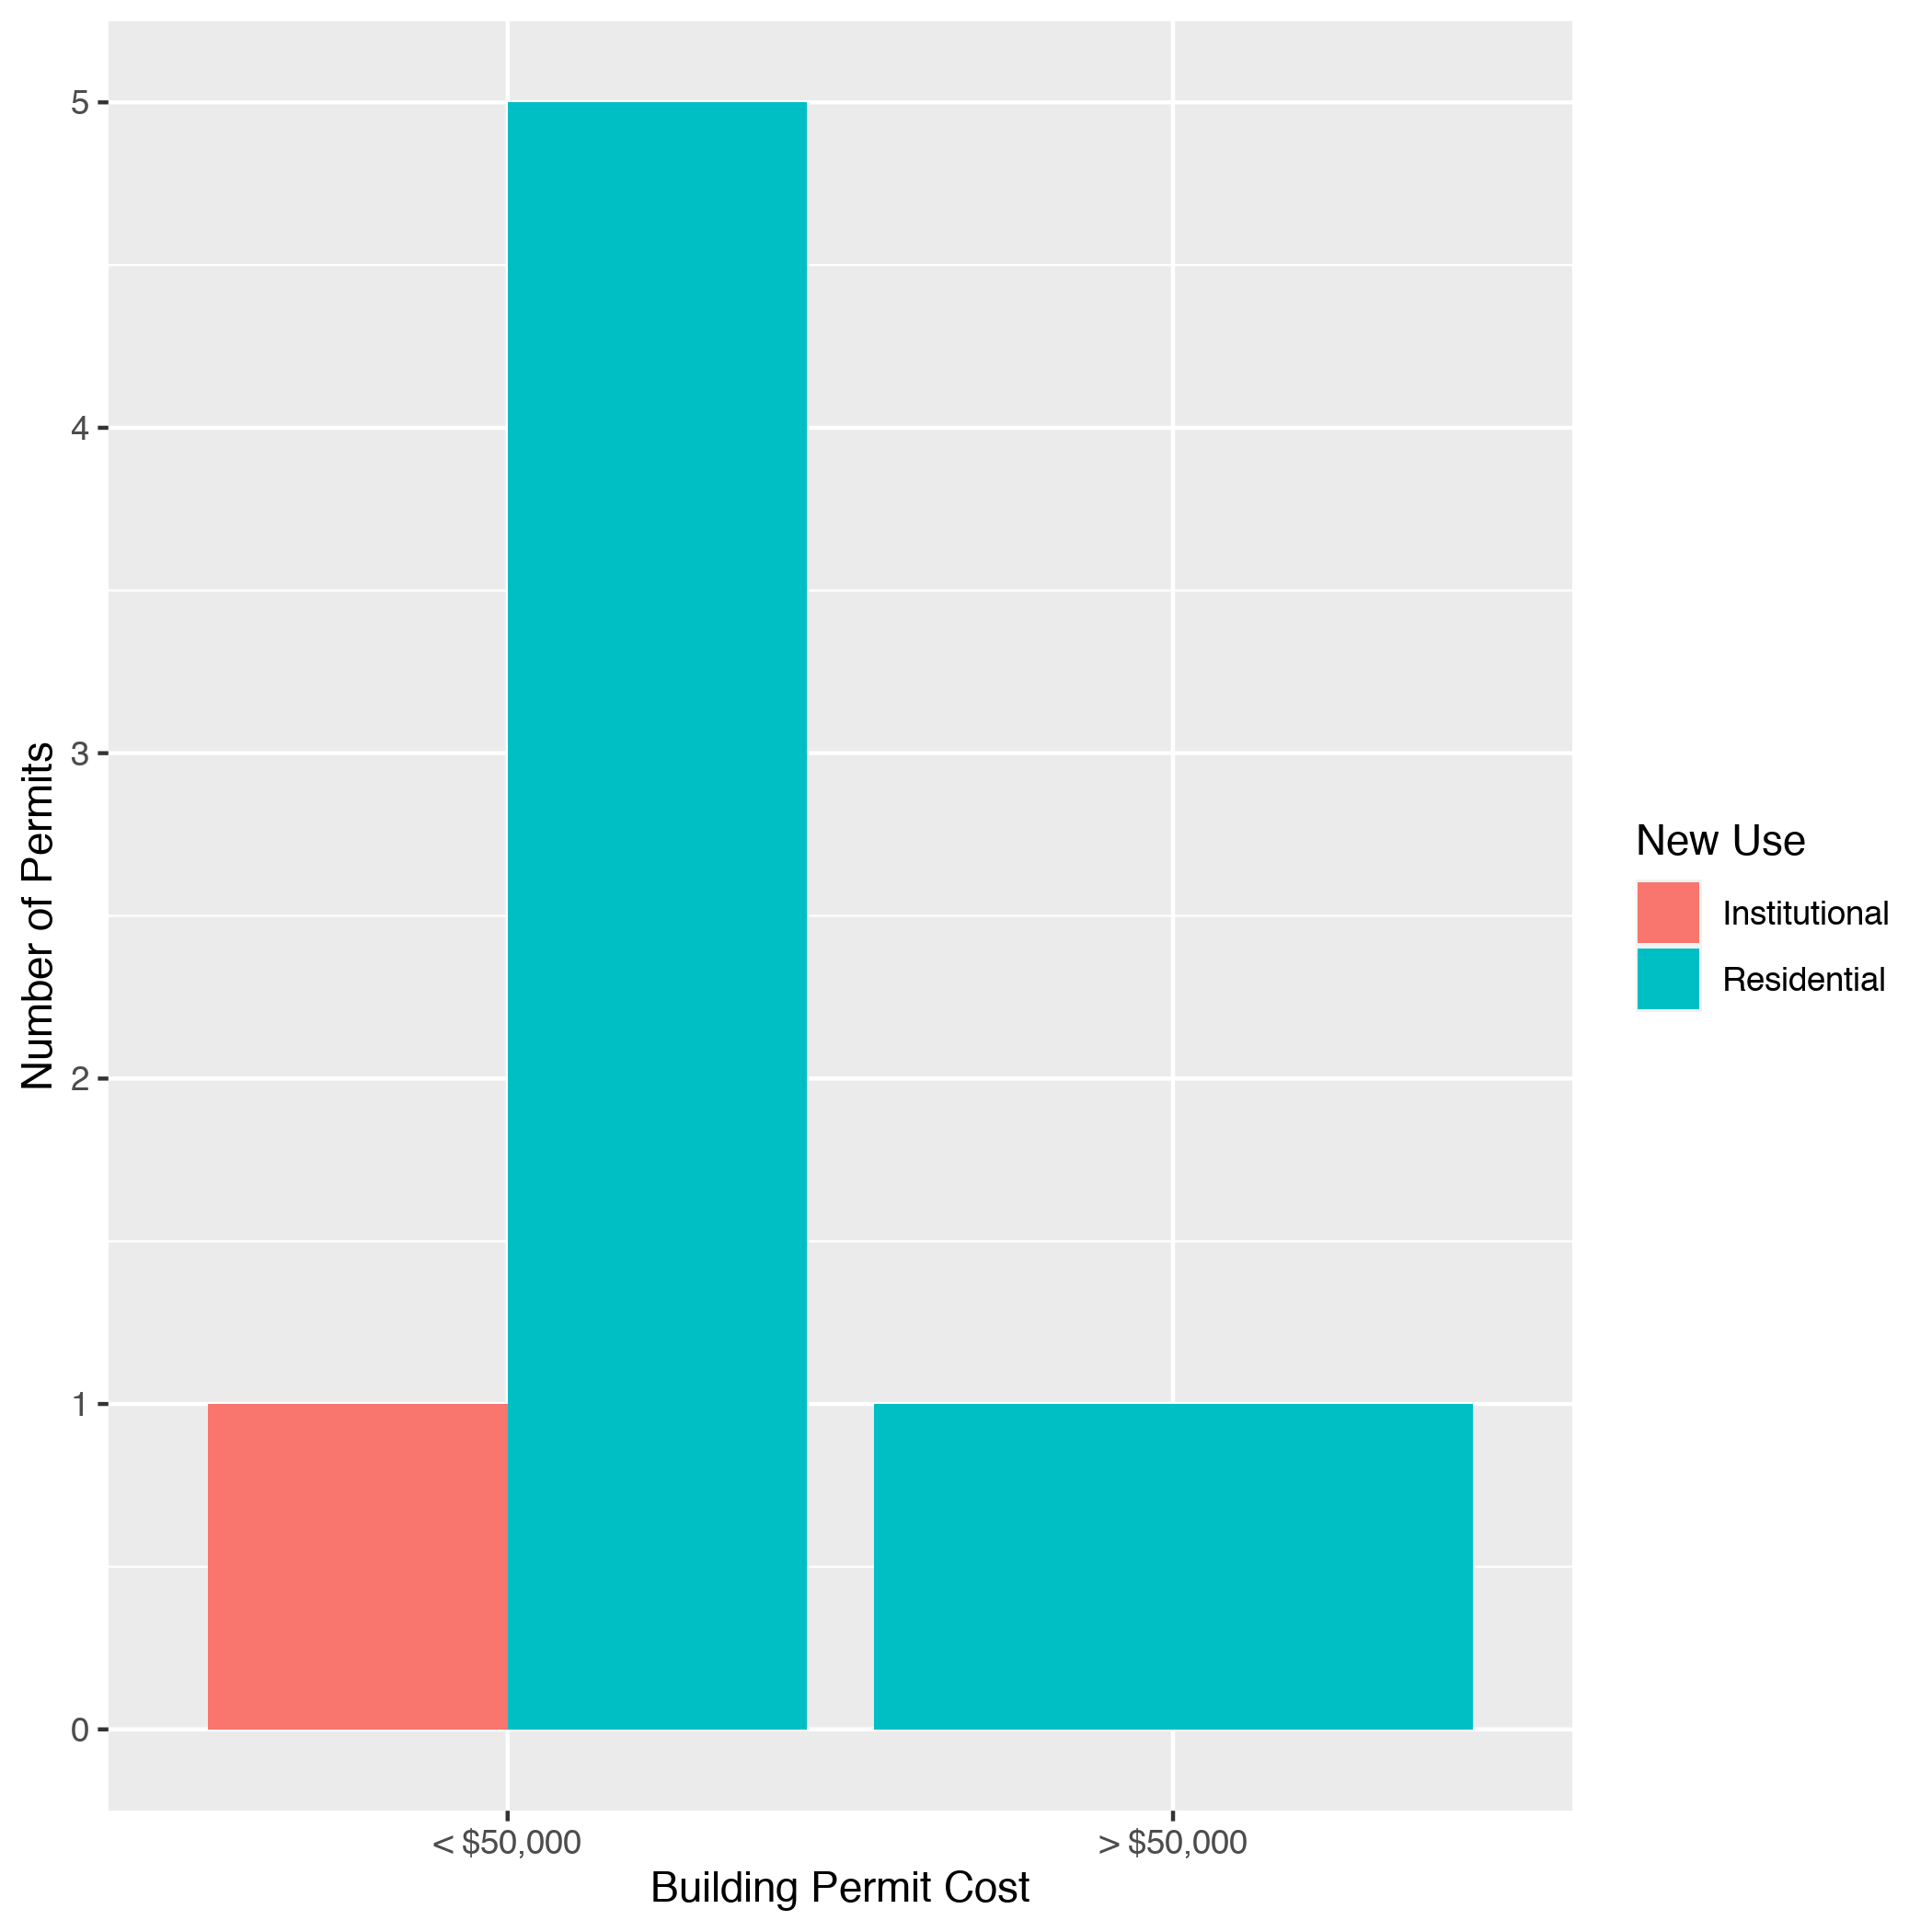 Number of Permits
5
4
3
2
1
0
< $50,000
> $50,000
Building Permit Cost
New Use
Institutional
Residential